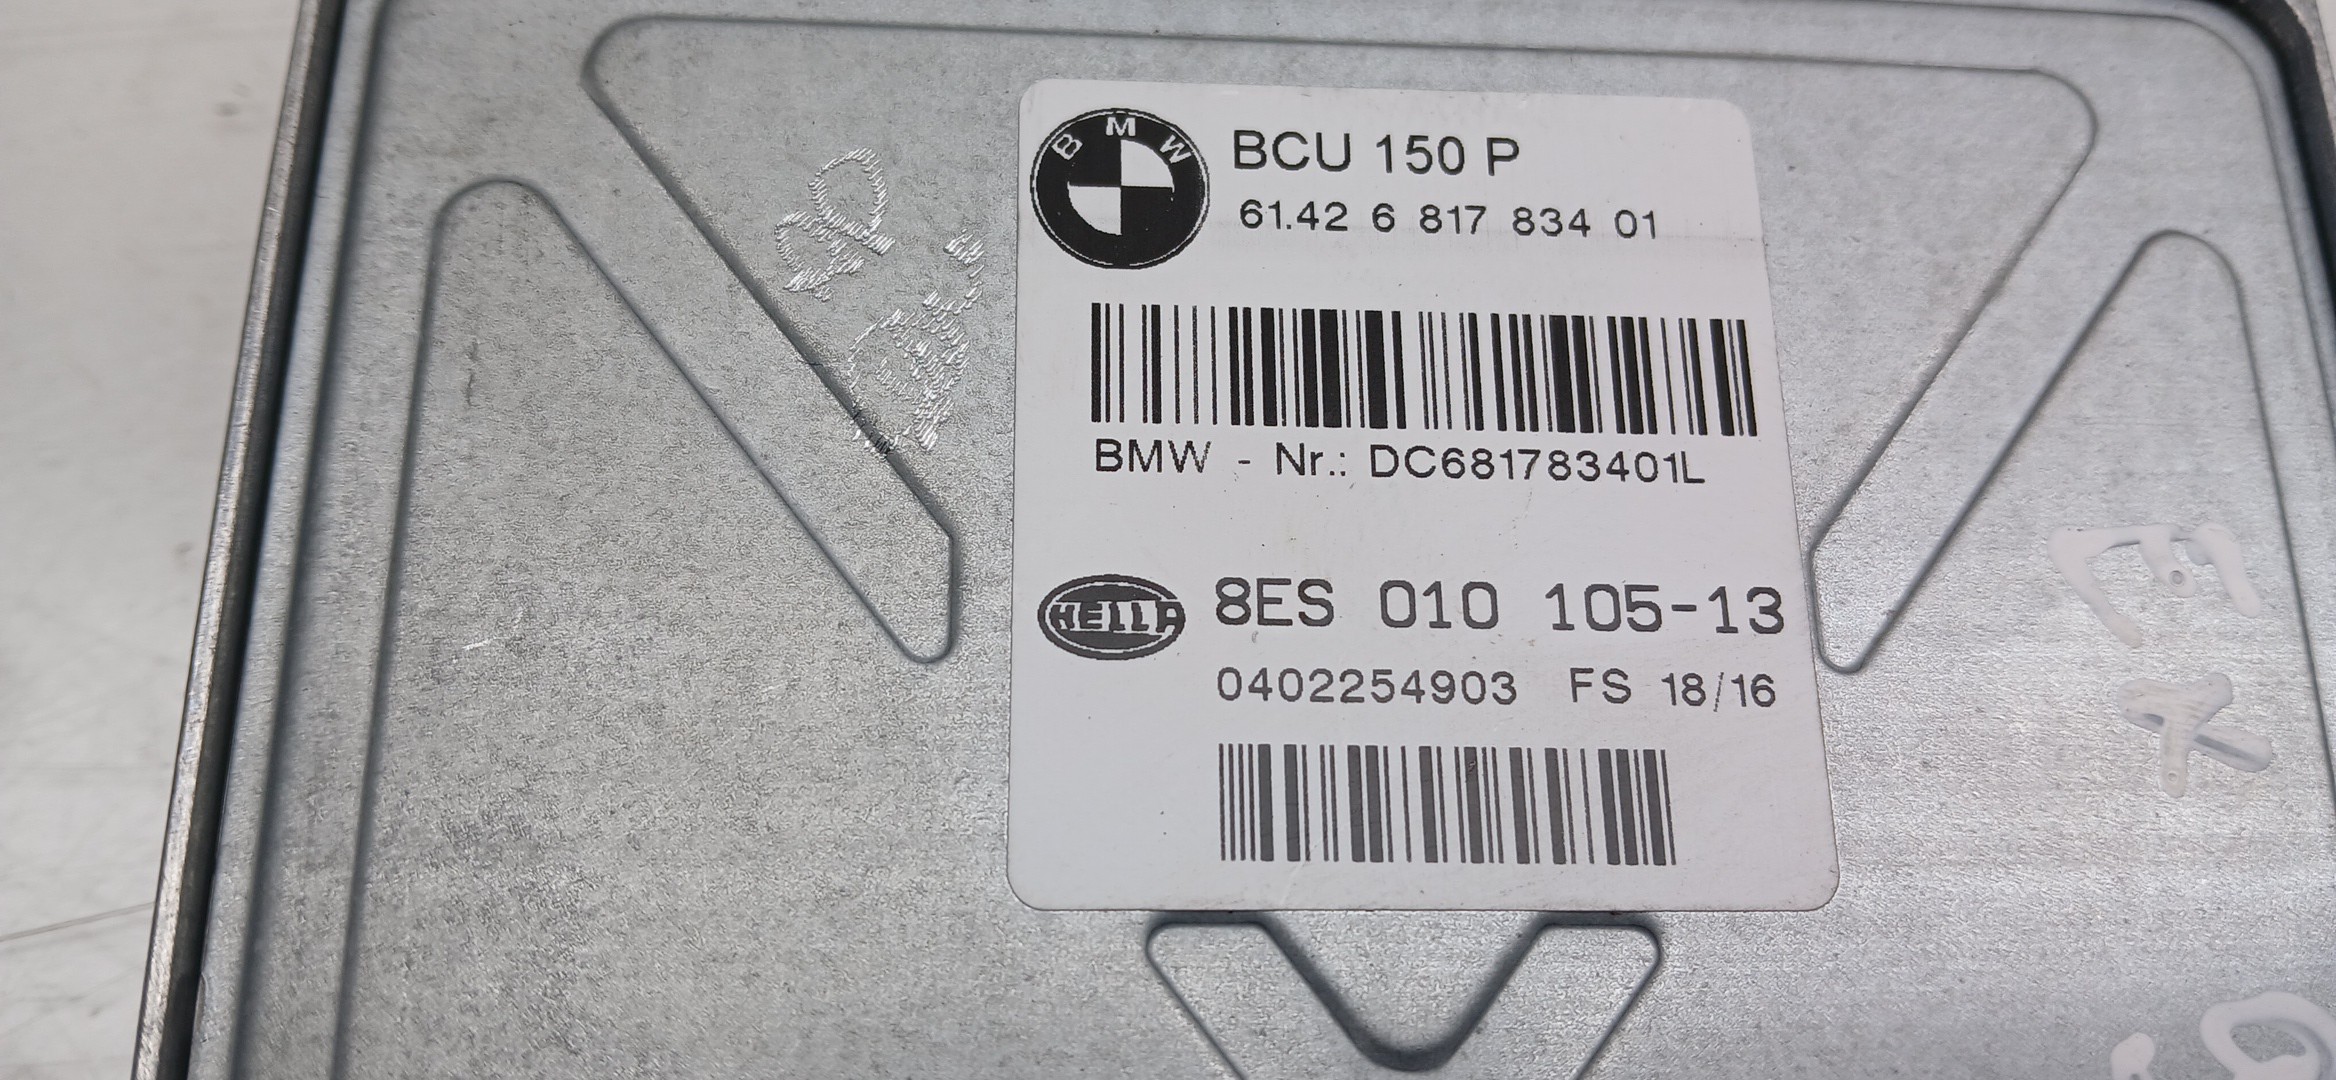 BMW
BCU 150 P
61.42 6 817 834 01
BMW - Nr.: DC681783401L
HELLA
8ES 010 105-13
0402254903 FS 18/16